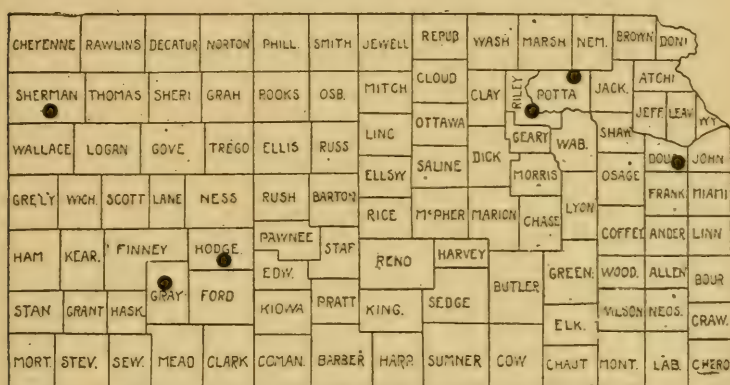 CHEYENNE RAWLINS DECATUR NORTON PHILL. SMITH JEWELL REPUB WASH MARSH NEM. BROWN DONI
SHERMAN THOMAS SHERI GRAH ROOKS OSB. MITCH CLOUD CLAY RILEY POTTA JACK. ATCHI
JEFF. LEAV WY.
WALLACE LOGAN GOVE TREGO ELLIS RUSS LINC OTTAWA GEARY WAB. SHAW. DOU. JOHN
GRELY WICH. SCOTT LANE NESS RUSH BARTON ELLSW SALINE DICK MORRIS OSAGE FRANK MIAMI
RICE McPHER MARION CHASE LYON
HAM KEAR. FINNEY HODGE. PAWNEE STAF RENO HARVEY COFFEY ANDER LINN
GRAY. FORD EDW. BUTLER GREEN. WOOD. ALLEN BOUR
STAN GRANT HASK. KIOWA PRATT KING. SEDGE ELK. WILSON NEOS. CRAW.
MORT. STEV. SEW. MEAD CLARK COMAN. BARBER HARP. SUMNER COW. CHAUT MONT. LAB. CHERO